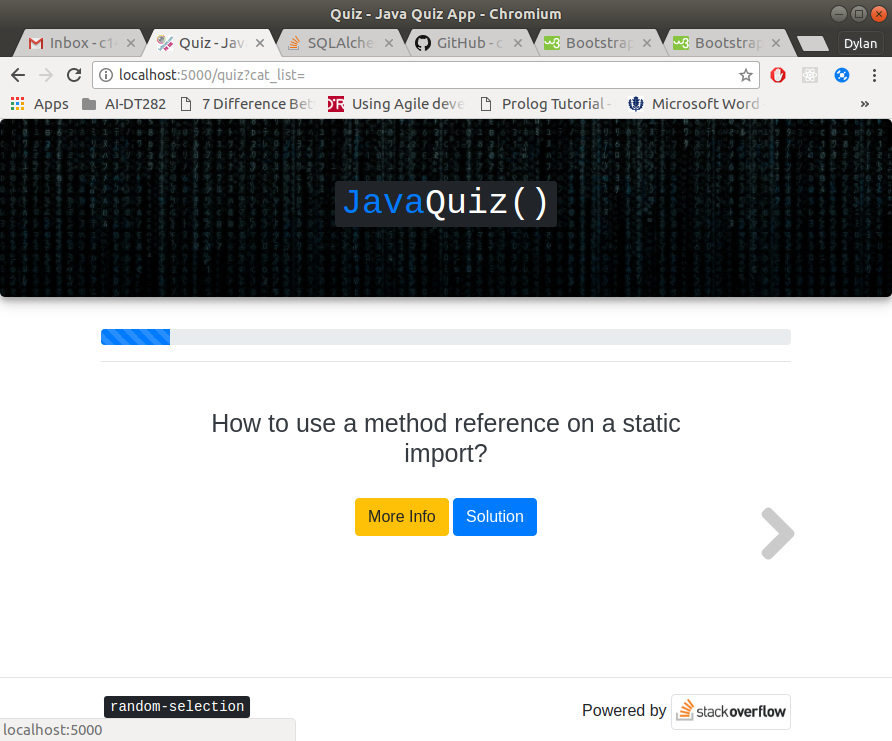 Quiz - Java Quiz App - Chromium
Inbox - c1
Quiz - Jav
SQLAlche
GitHub - c
Bootstrap
Bootstrap
Dylan
localhost:5000/quiz?cat_list=
Apps
AI-DT282
7 Difference Bet
Using Agile deve
Prolog Tutorial -
Microsoft Word
»
JavaQuiz()
How to use a method reference on a static
import?
More Info
Solution
random-selection
Powered by
stackoverflow
localhost:5000